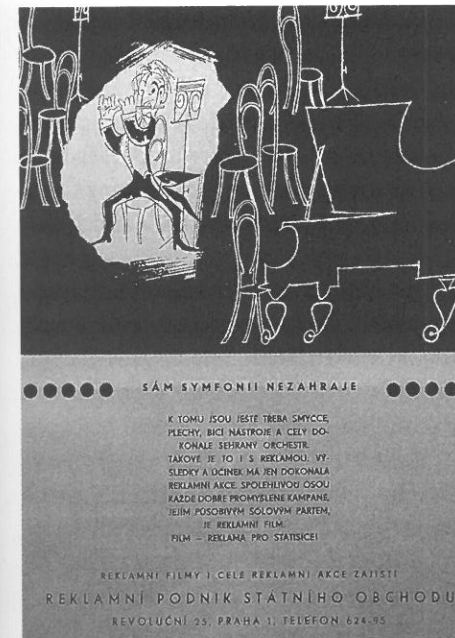 SÁM SYMFONII NEZAHRAJE
K TOMU JSOU JEŠTĚ TŘEBA SMYČCE,
PLECHY, BICÍ NÁSTROJE A CELÝ DO-
KONALE SEHRANÝ ORCHESTR.
TAKOVÉ JE TO I S REKLAMOU. VÝ-
SLEDKY A ÚČINEK MÁ JEN DOKONALÁ
REKLAMNÍ AKCE. SPOLEHLIVOU OSOU
KAŽDÉ DOBŘE PROMYŠLENÉ KAMPANĚ,
JEJÍM PŮSOBIVÝM SÓLOVÝM PARTEM,
JE REKLAMNÍ FILM.
FILM – REKLAMA PRO STATISÍCE!
REKLAMNÍ FILMY I CELÉ REKLAMNÍ AKCE ZAJISTÍ
REKLAMNÍ PODNIK STÁTNÍHO OBCHODU
REVOLUČNÍ 25, PRAHA 1, TELEFON 624-95